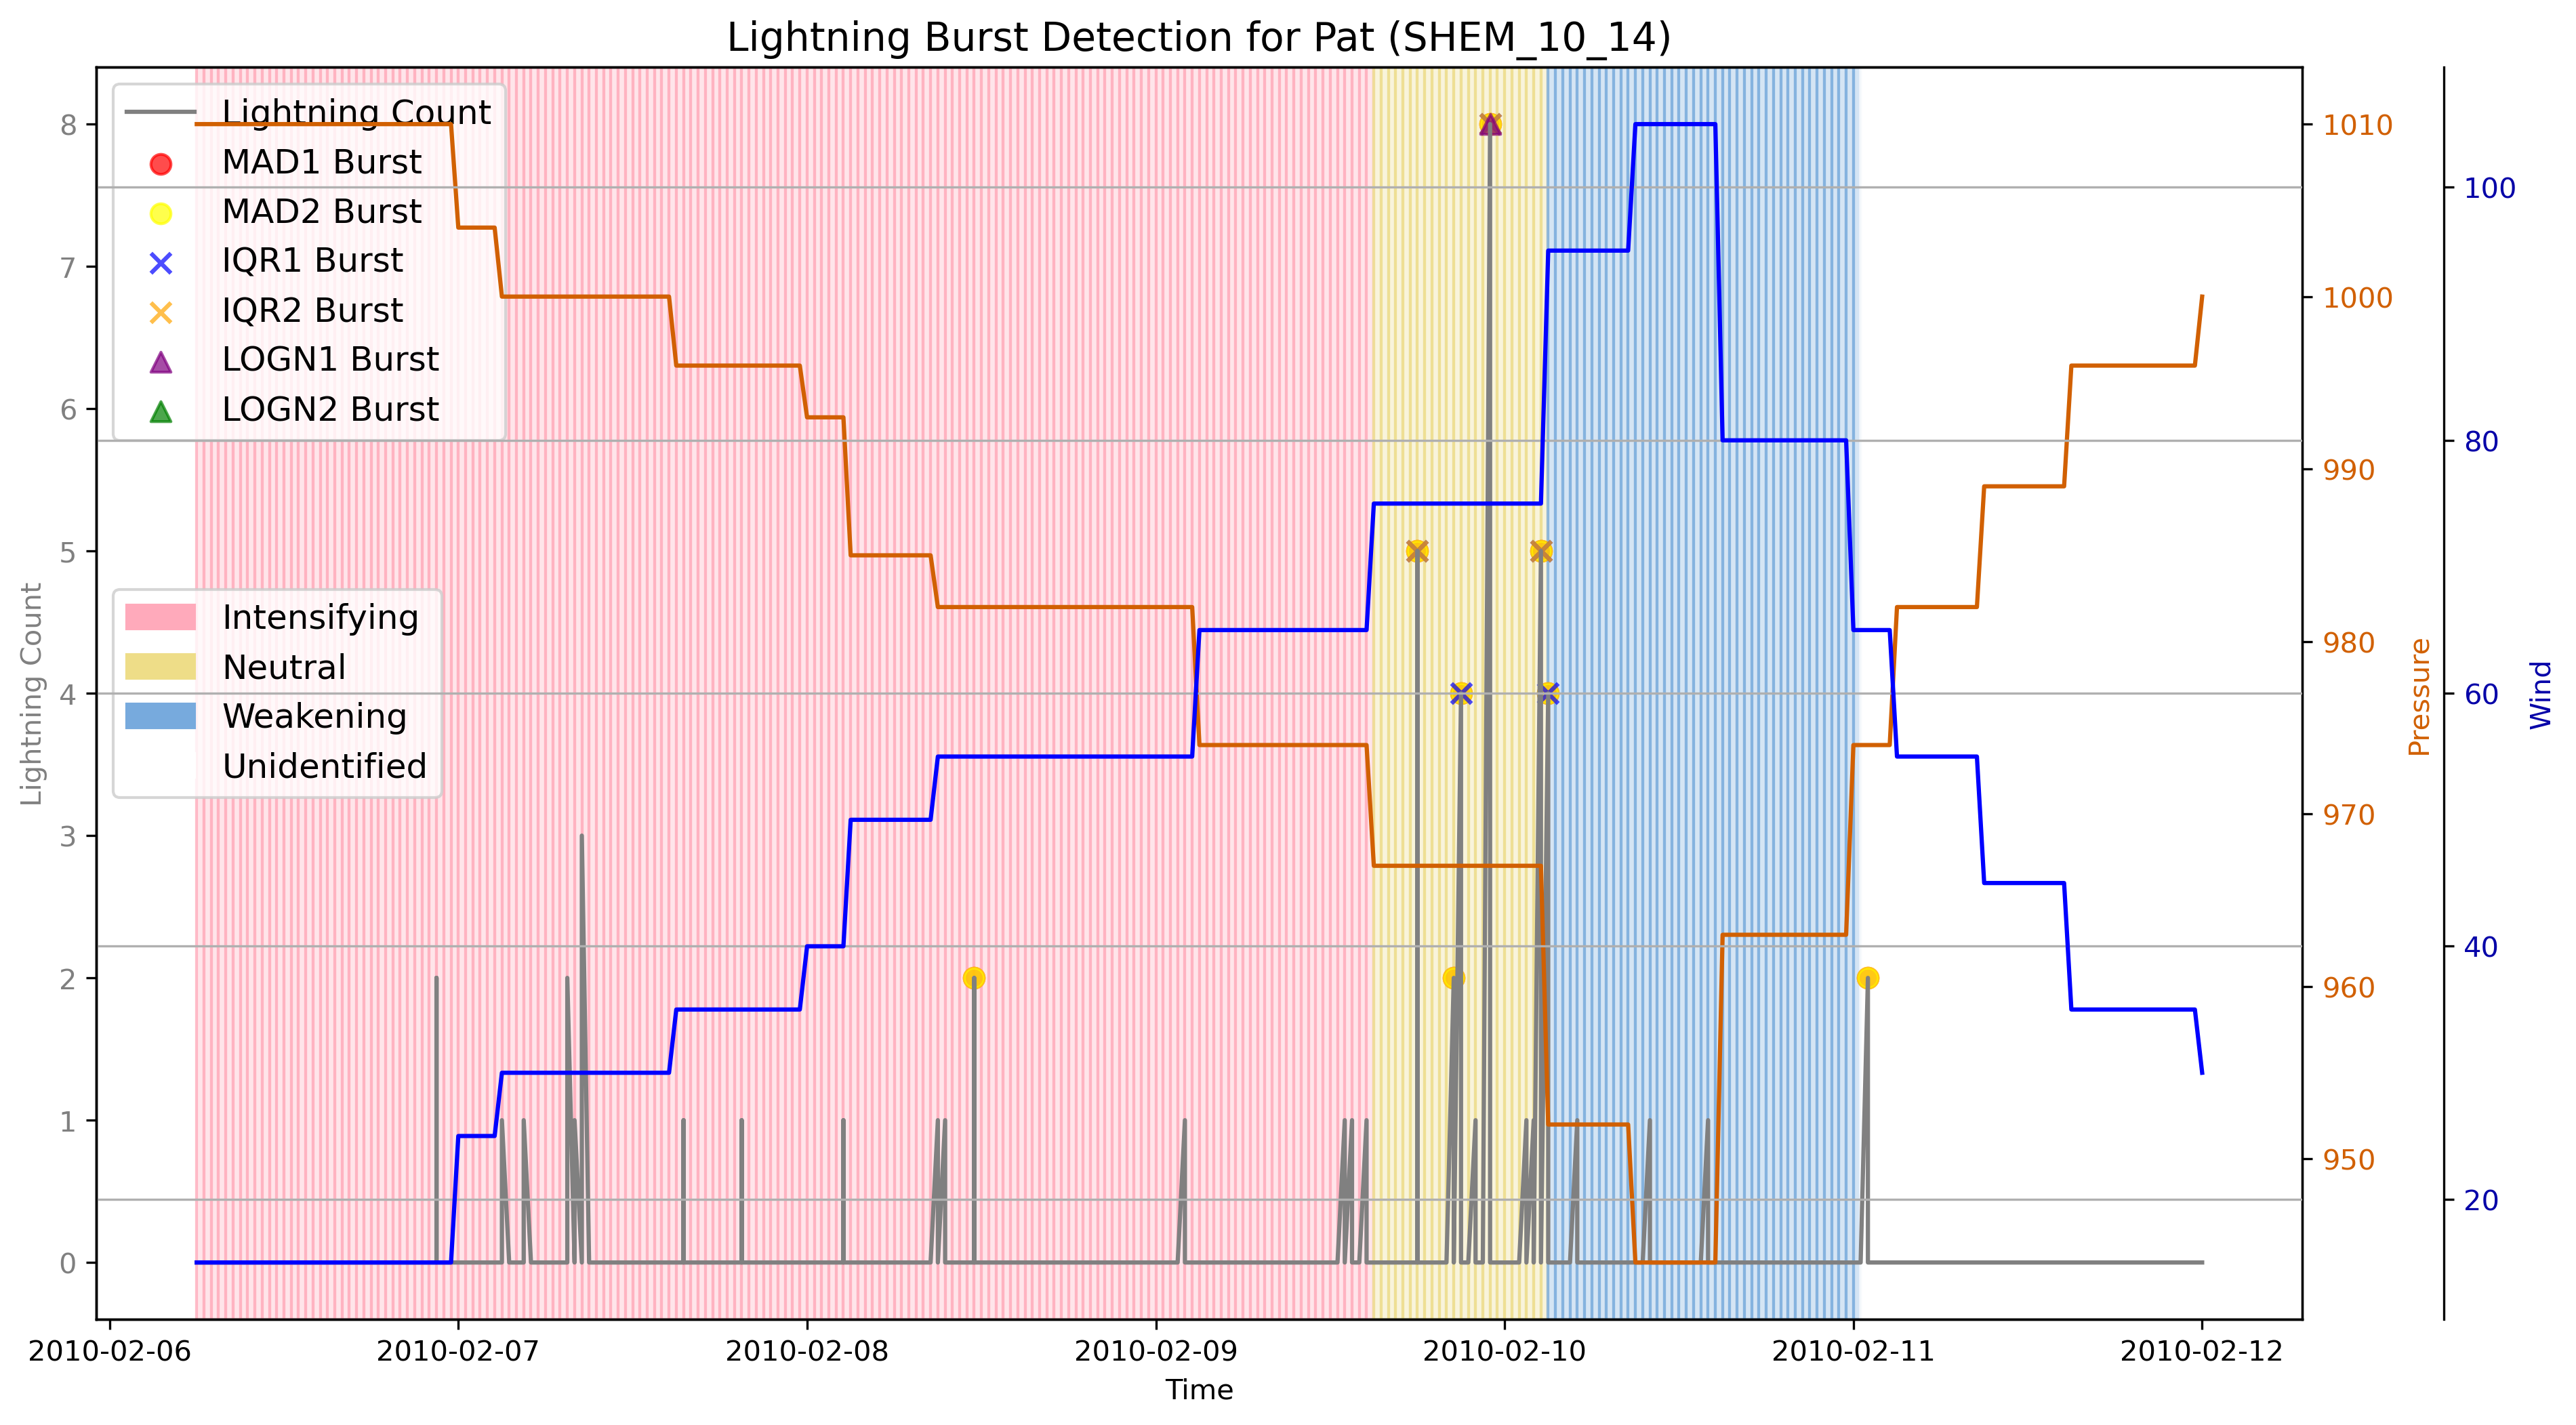 Lightning Burst Detection for Pat (SHEM_10_14)
Lightning Count
MAD1 Burst
MAD2 Burst
IQR1 Burst
IQR2 Burst
LOGN1 Burst
LOGN2 Burst
Intensifying
Neutral
Weakening
Unidentified
Lightning Count
8
7
6
5
4
3
2
1
0
1010
1000
990
980
970
960
950
Pressure
100
80
60
40
20
Wind
2010-02-06
2010-02-07
2010-02-08
2010-02-09
2010-02-10
2010-02-11
2010-02-12
Time